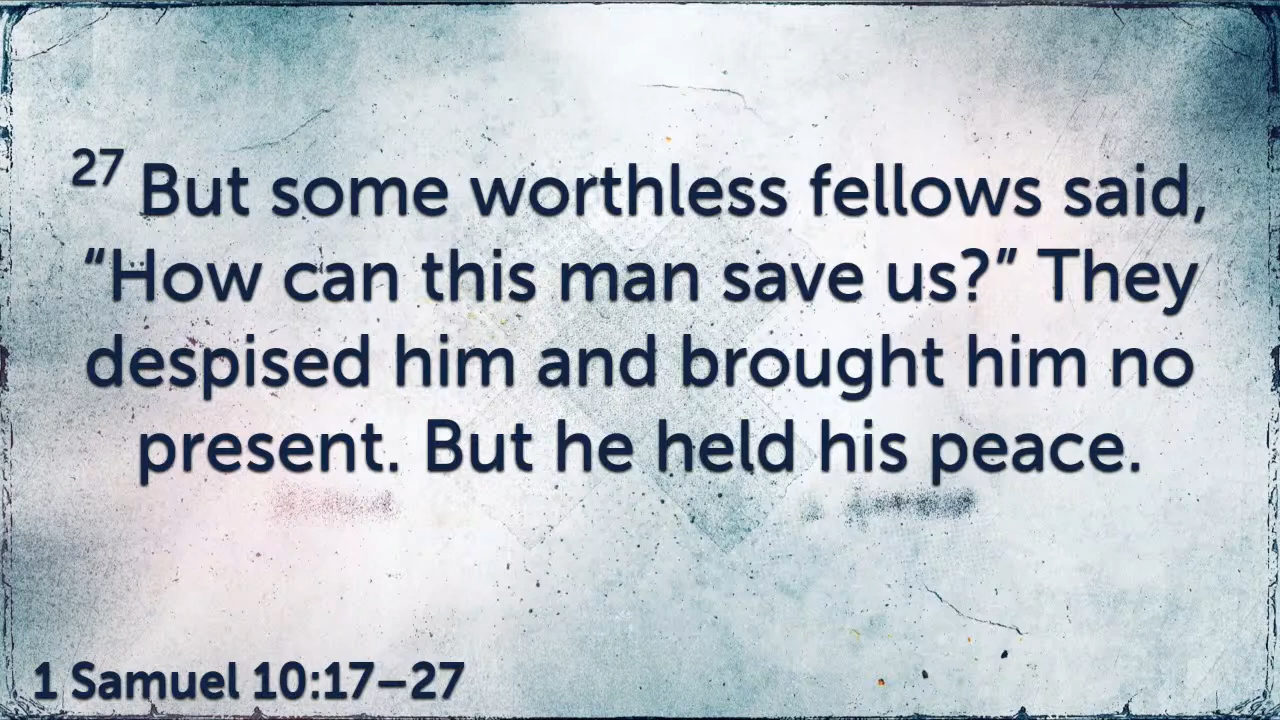 27 But some worthless fellows said,
“How can this man save us?” They
despised him and brought him no
present. But he held his peace.
1 Samuel 10:17–27